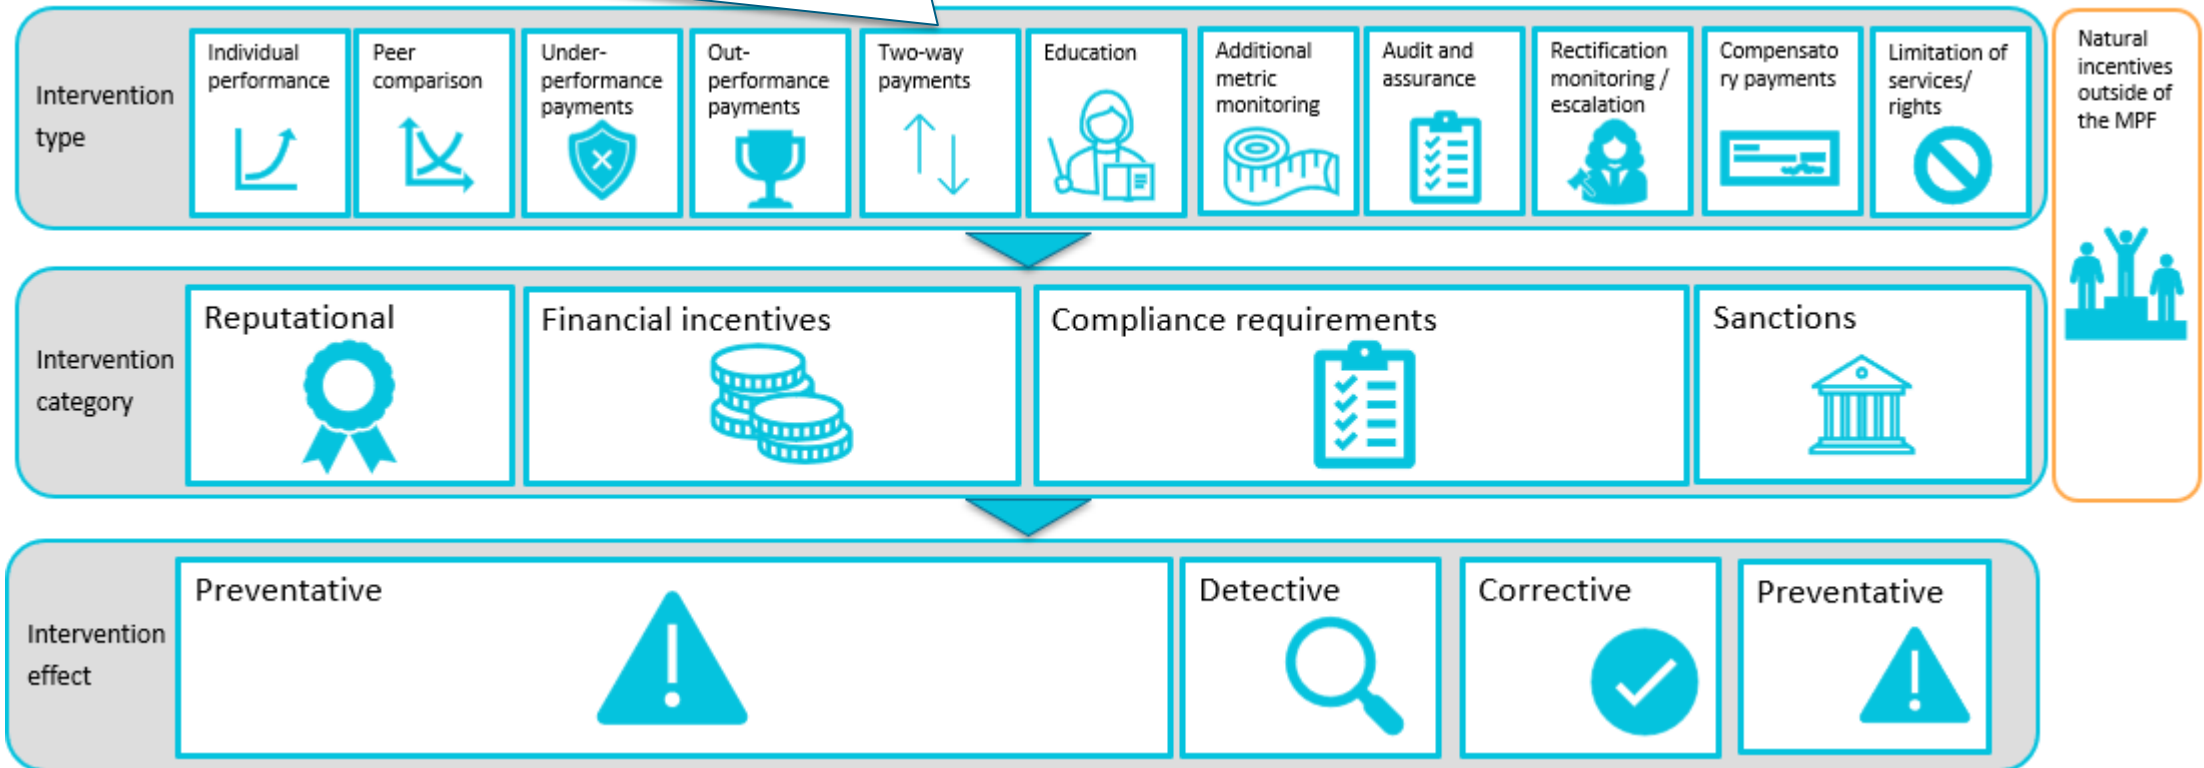 Intervention
type
Individual
performance
Peer
comparison
Under-
performance
payments
Out-
performance
payments
Two-way
payments
Education
Additional
metric
monitoring
Audit and
assurance
Rectification
monitoring /
escalation
Compensato
ry payments
Limitation of
services/
rights
Natural
incentives
outside of
the MPF
Intervention
category
Reputational
Financial incentives
Compliance requirements
Sanctions
Intervention
effect
Preventative
Detective
Corrective
Preventative